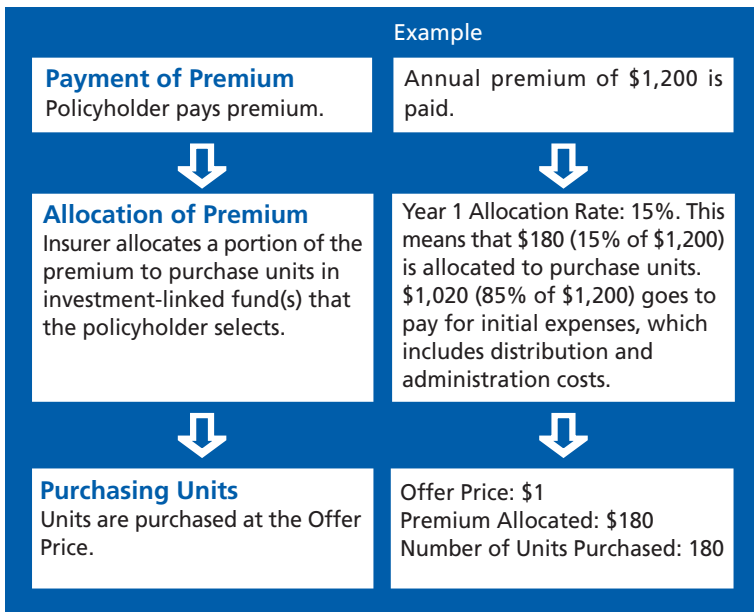 Example
Payment of Premium
Policyholder pays premium.
Annual premium of $1,200 is
paid.
Allocation of Premium
Insurer allocates a portion of the
premium to purchase units in
investment-linked fund(s) that
the policyholder selects.
Year 1 Allocation Rate: 15%. This
means that $180 (15% of $1,200)
is allocated to purchase units.
$1,020 (85% of $1,200) goes to
pay for initial expenses, which
includes distribution and
administration costs.
Purchasing Units
Units are purchased at the Offer
Price.
Offer Price: $1
Premium Allocated: $180
Number of Units Purchased: 180